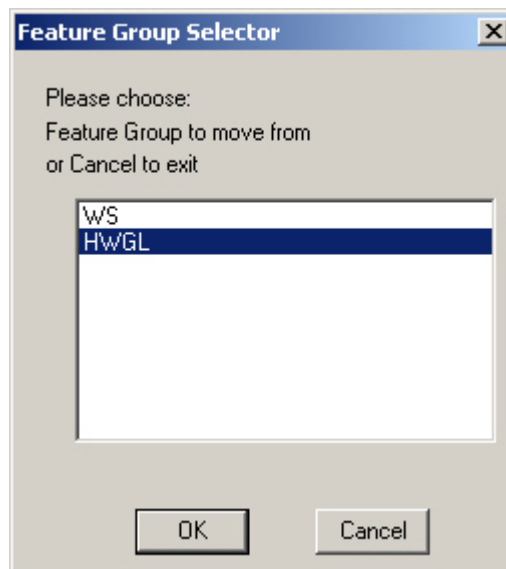 Feature Group Selector
Please choose:
Feature Group to move from
or Cancel to exit
WS
HWGL
OK
Cancel